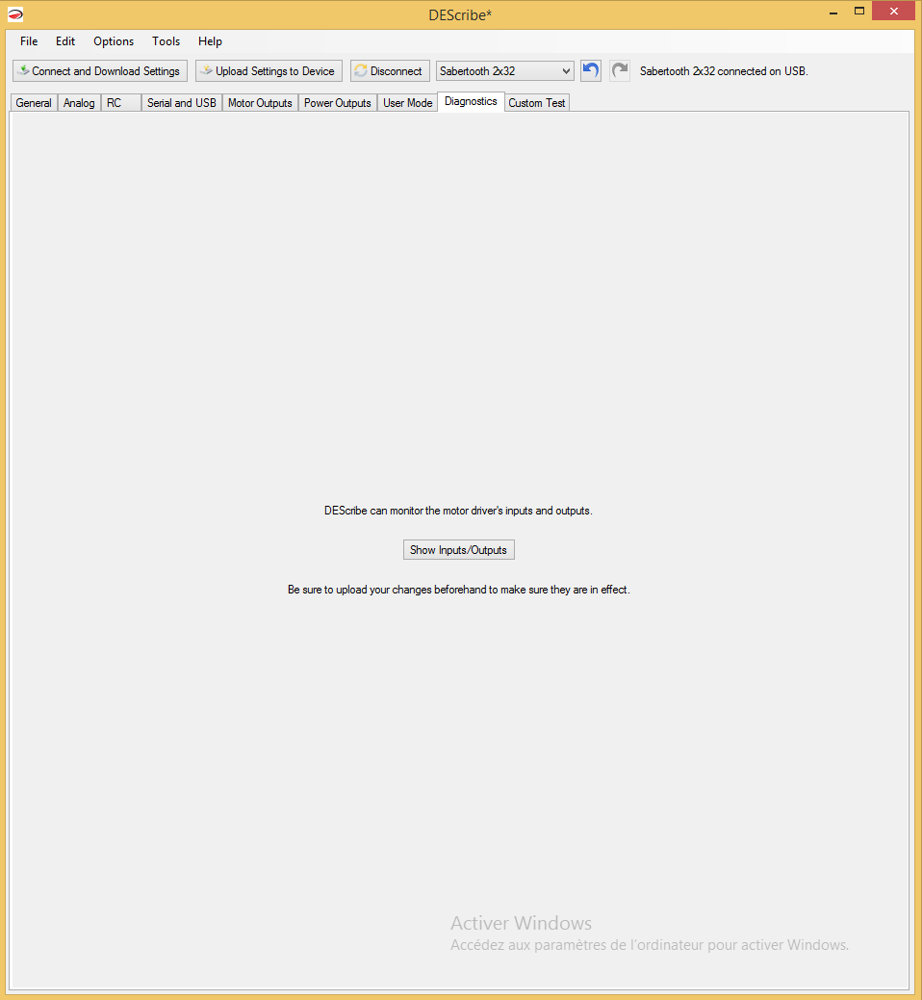 DEScribe*
File Edit Options Tools Help
Connect and Download Settings Upload Settings to Device Disconnect Sabertooth 2x32 Sabertooth 2x32 connected on USB.
General Analog RC Serial and USB Motor Outputs Power Outputs User Mode Diagnostics Custom Test
DEScribe can monitor the motor driver's inputs and outputs.
Show Inputs/Outputs
Be sure to upload your changes beforehand to make sure they are in effect.
Activer Windows
Accédez aux paramètres de l'ordinateur pour activer Windows.